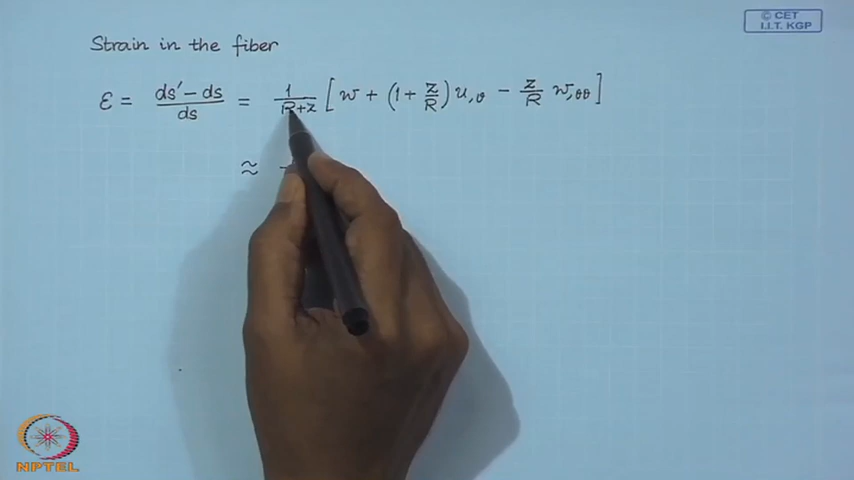 Strain in the fiber
© CET
I.I.T. KGP
ε = ds' − ds / ds = 1 / R+z [ w + (1 + z/R) u,θ − z/R w,θθ ]
≈
NPTEL